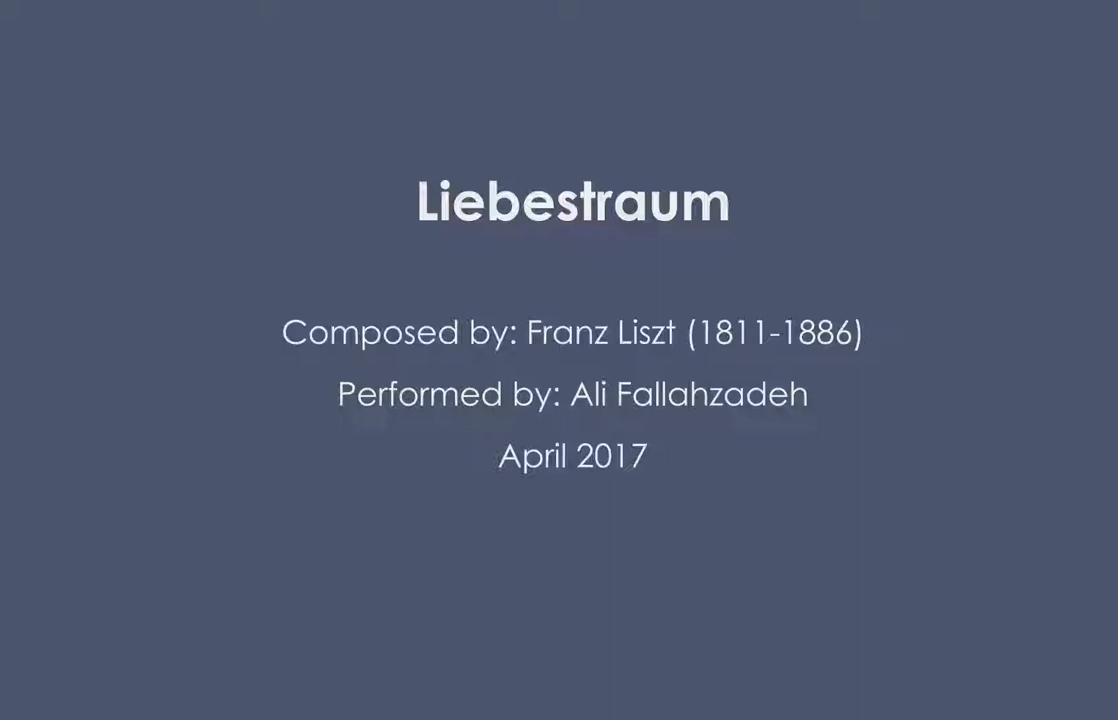 Liebestraum
Composed by: Franz Liszt (1811-1886)
Performed by: Ali Fallahzadeh
April 2017